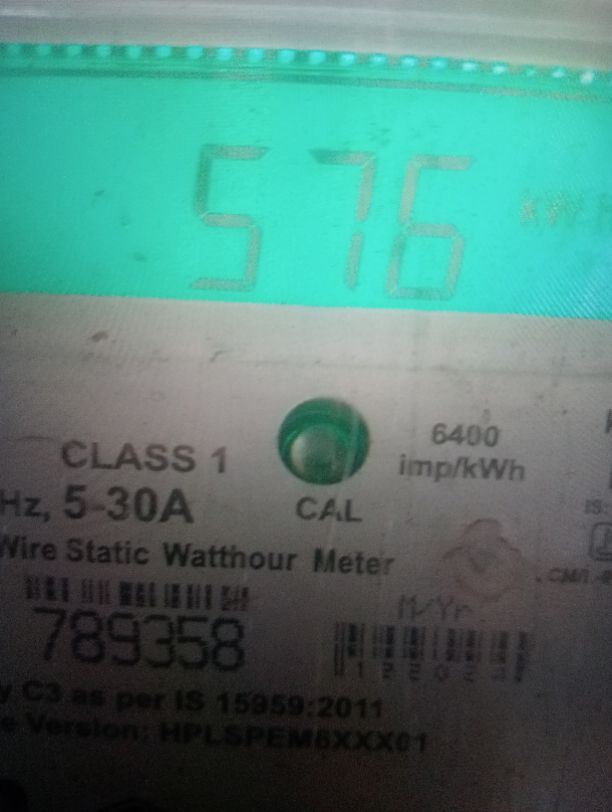 576
6400
imp/kWh
CLASS 1
Hz, 5-30A
CAL
Wire Static Watthour Meter
M/Yr
789358
y C3 as per IS 15959:2011
e Version: HPLSPEM6XXX01